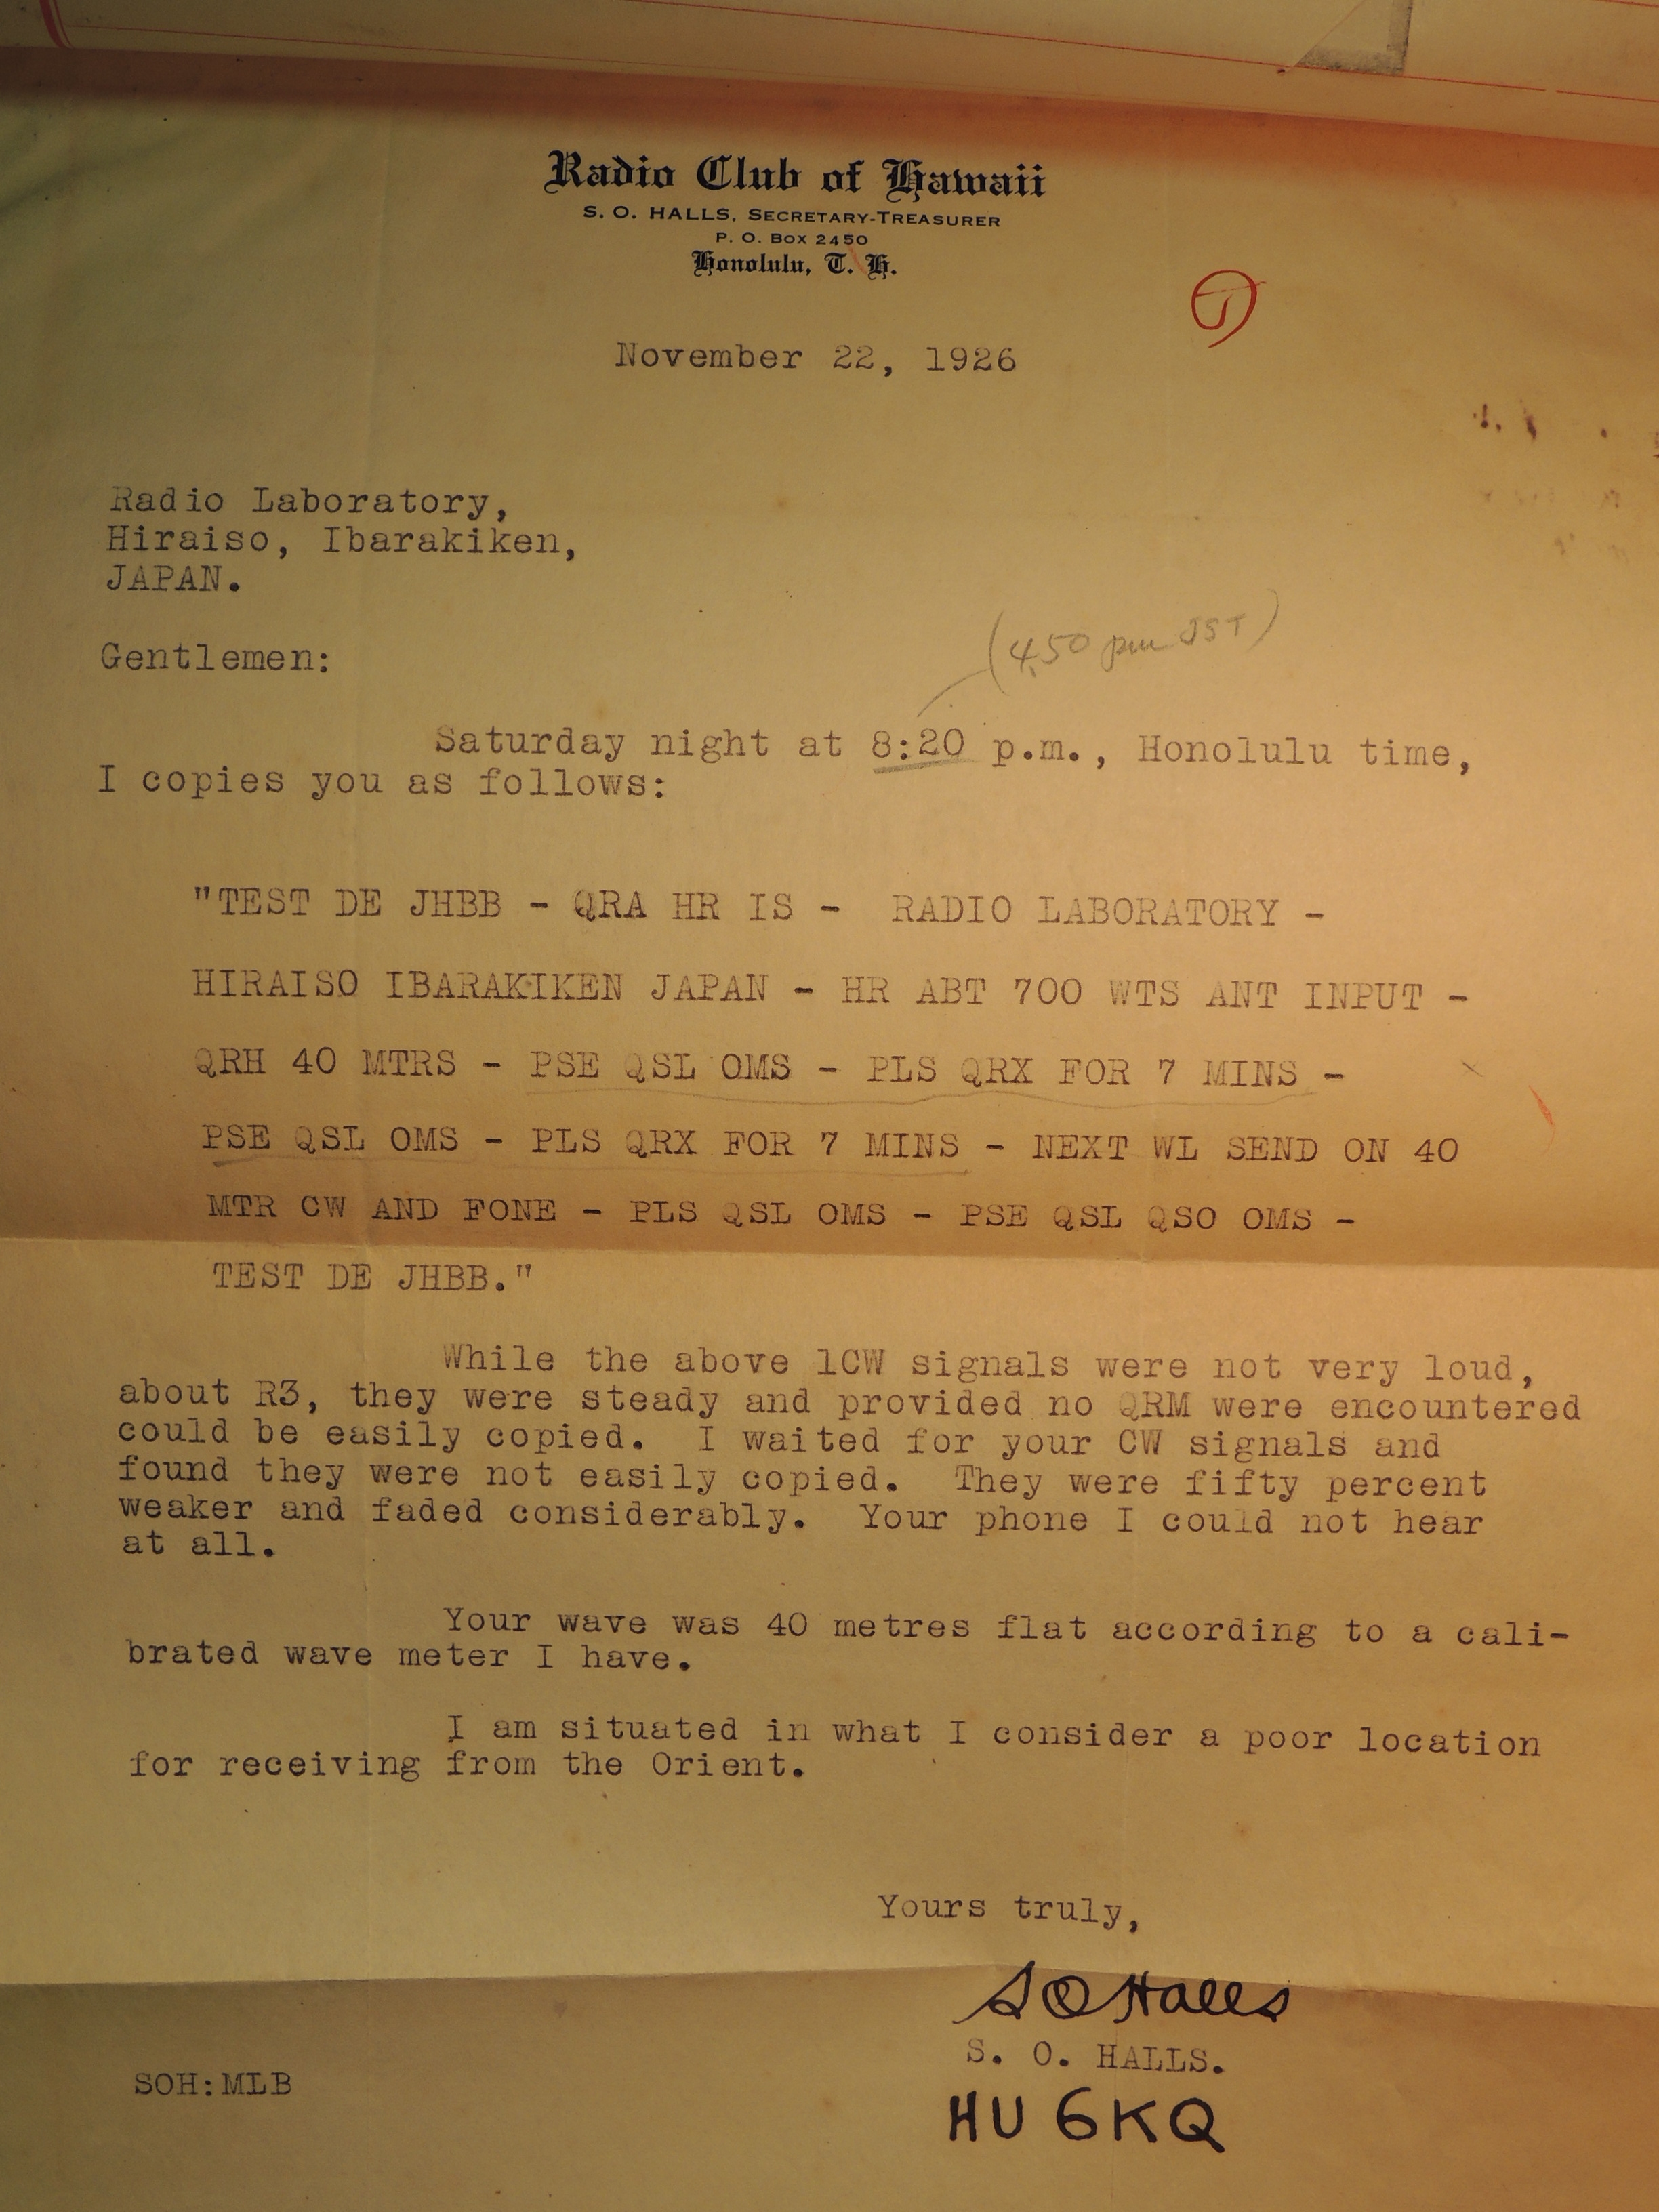 Radio Club of Hawaii
S. O. HALLS, SECRETARY-TREASURER
P. O. BOX 2450
Honolulu, T. H.
November 22, 1926
Radio Laboratory,
Hiraiso, Ibarakiken,
JAPAN.
(4.50 pm JST)
Gentlemen:
Saturday night at 8:20 p.m., Honolulu time,
I copies you as follows:
"TEST DE JHBB - QRA HR IS - RADIO LABORATORY -
HIRAISO IBARAKIKEN JAPAN - HR ABT 700 WTS ANT INPUT -
QRH 40 MTRS - PSE QSL OMS - PLS QRX FOR 7 MINS -
PSE QSL OMS - PLS QRX FOR 7 MINS - NEXT WL SEND ON 40
MTR CW AND FONE - PLS QSL OMS - PSE QSL QSO OMS -
TEST DE JHBB."
While the above 1CW signals were not very loud,
about R3, they were steady and provided no QRM were encountered
could be easily copied. I waited for your CW signals and
found they were not easily copied. They were fifty percent
weaker and faded considerably. Your phone I could not hear
at all.
Your wave was 40 metres flat according to a cali-
brated wave meter I have.
I am situated in what I consider a poor location
for receiving from the Orient.
Yours truly,
S O Halls
S. O. HALLS.
SOH:MLB
HU 6KQ